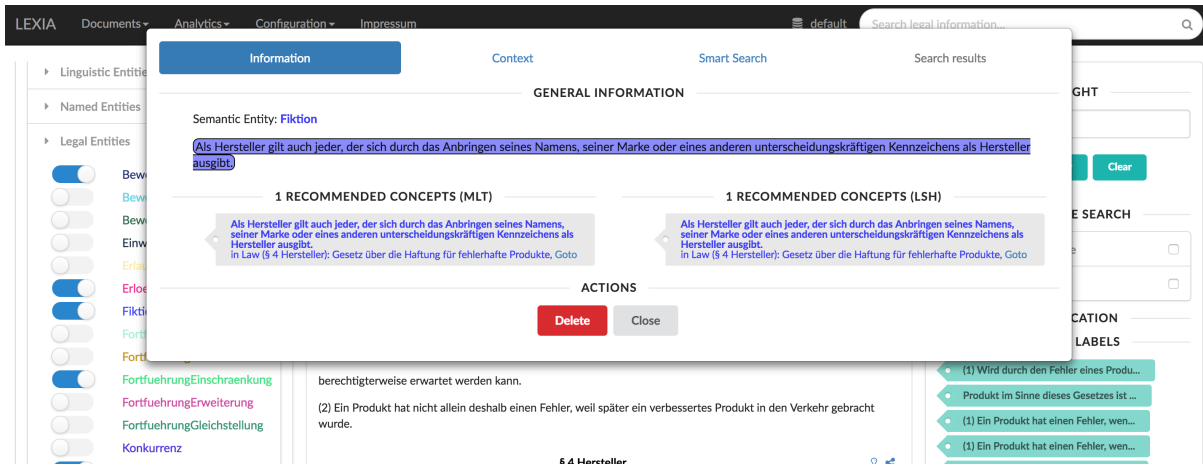 LEXIA Documents Analytics Configuration Impressum default Search legal information...
Information Context Smart Search Search results
GENERAL INFORMATION
Semantic Entity: Fiktion
Als Hersteller gilt auch jeder, der sich durch das Anbringen seines Namens, seiner Marke oder eines anderen unterscheidungskräftigen Kennzeichens als Hersteller
ausgibt.
1 RECOMMENDED CONCEPTS (MLT)
Als Hersteller gilt auch jeder, der sich durch das Anbringen seines Namens,
seiner Marke oder eines anderen unterscheidungskräftigen Kennzeichens als
Hersteller ausgibt.
in Law (§ 4 Hersteller): Gesetz über die Haftung für fehlerhafte Produkte, Goto
1 RECOMMENDED CONCEPTS (LSH)
Als Hersteller gilt auch jeder, der sich durch das Anbringen seines Namens,
seiner Marke oder eines anderen unterscheidungskräftigen Kennzeichens als
Hersteller ausgibt.
in Law (§ 4 Hersteller): Gesetz über die Haftung für fehlerhafte Produkte, Goto
ACTIONS
Delete Close
Linguistic Entitie
Named Entities
Legal Entities
Bew
Bew
Bew
Einw
Erlau
Erloe
Fikti
Fortf
Fortf
FortfuehrungEinschraenkung
FortfuehrungErweiterung
FortfuehrungGleichstellung
Konkurrenz
berechtigterweise erwartet werden kann.
(2) Ein Produkt hat nicht allein deshalb einen Fehler, weil später ein verbessertes Produkt in den Verkehr gebracht
wurde.
§ 4 Hersteller
GHT
Clear
E SEARCH
CATION
LABELS
(1) Wird durch den Fehler eines Produ...
Produkt im Sinne dieses Gesetzes ist ...
(1) Ein Produkt hat einen Fehler, wen...
(1) Ein Produkt hat einen Fehler, wen...